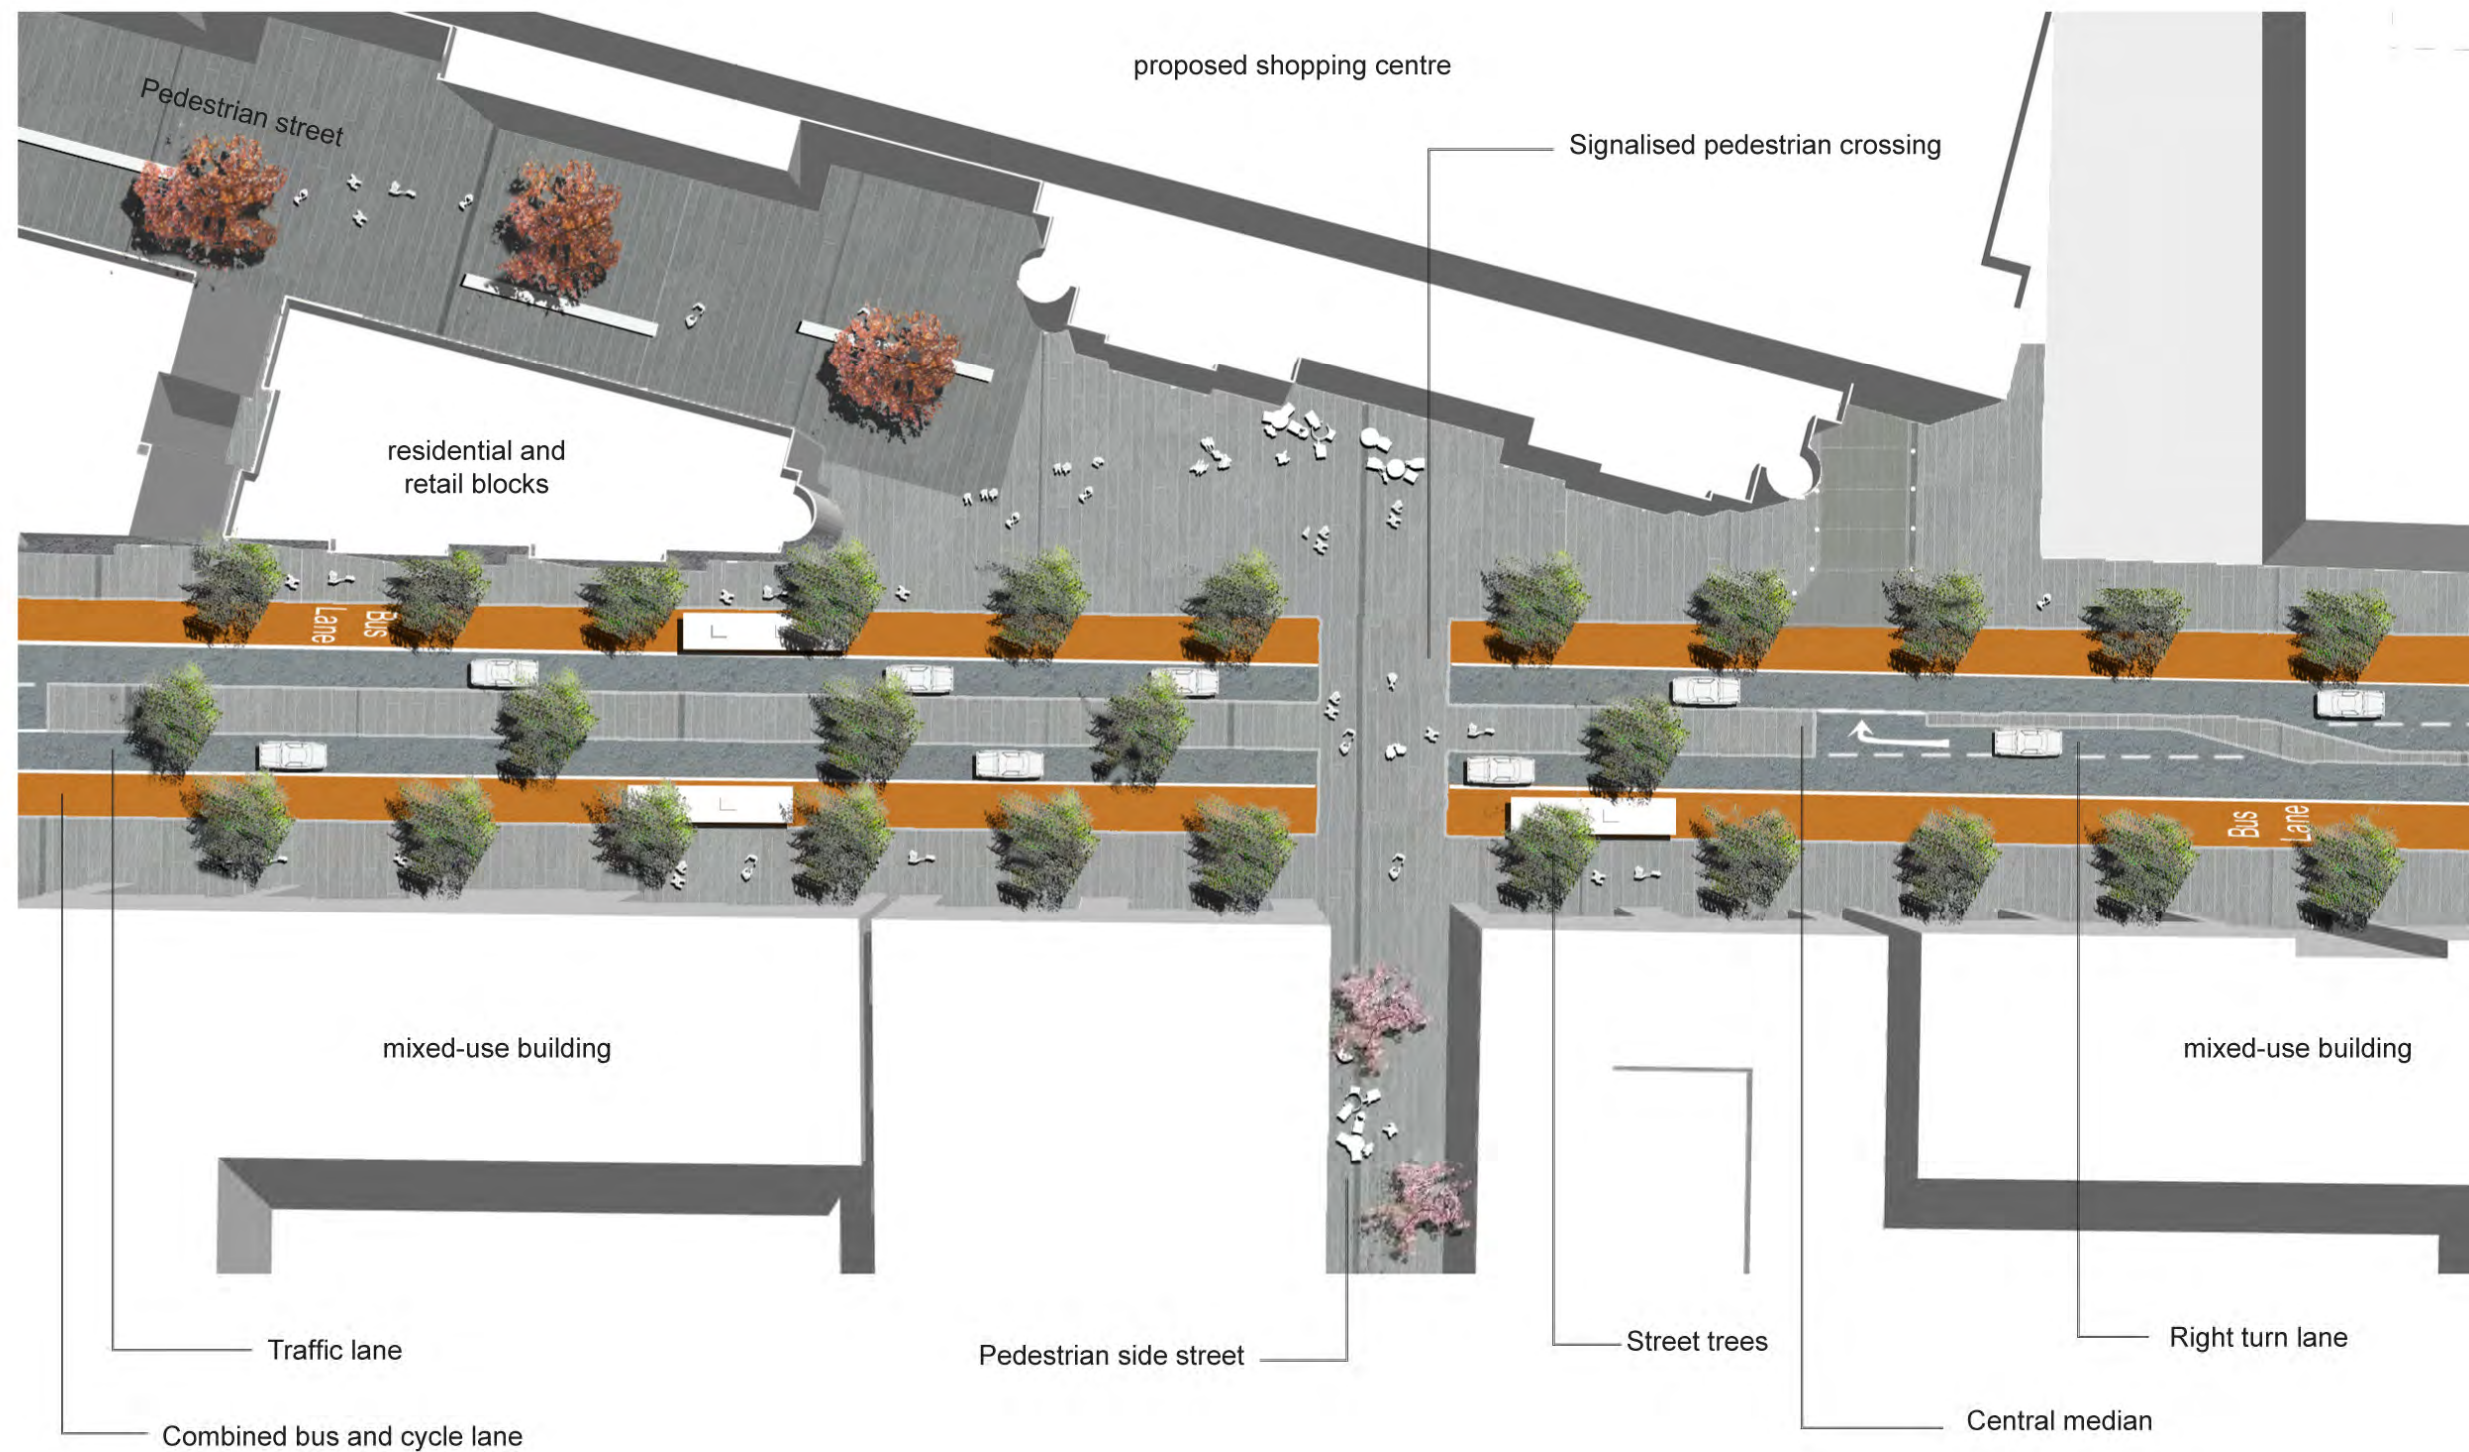 proposed shopping centre
Pedestrian street
Signalised pedestrian crossing
residential and
retail blocks
Bus
Lane
Bus
Lane
mixed-use building
mixed-use building
Traffic lane
Pedestrian side street
Street trees
Right turn lane
Combined bus and cycle lane
Central median